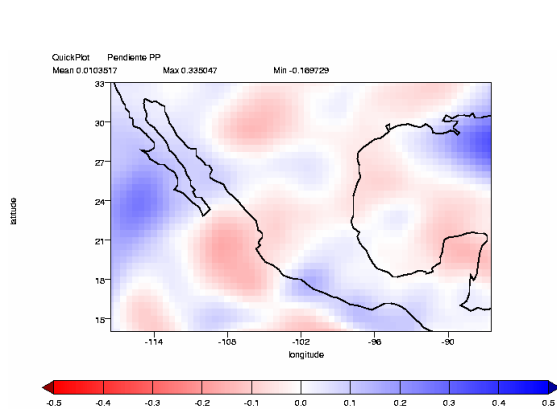 QuickPlot Pendiente PP
Mean 0.0103517 Max 0.335047 Min -0.169729
33
30
27
24
21
18
15
latitude
-114 -108 -102 -96 -90
longitude
-0.5 -0.4 -0.3 -0.2 -0.1 0.0 0.1 0.2 0.3 0.4 0.5